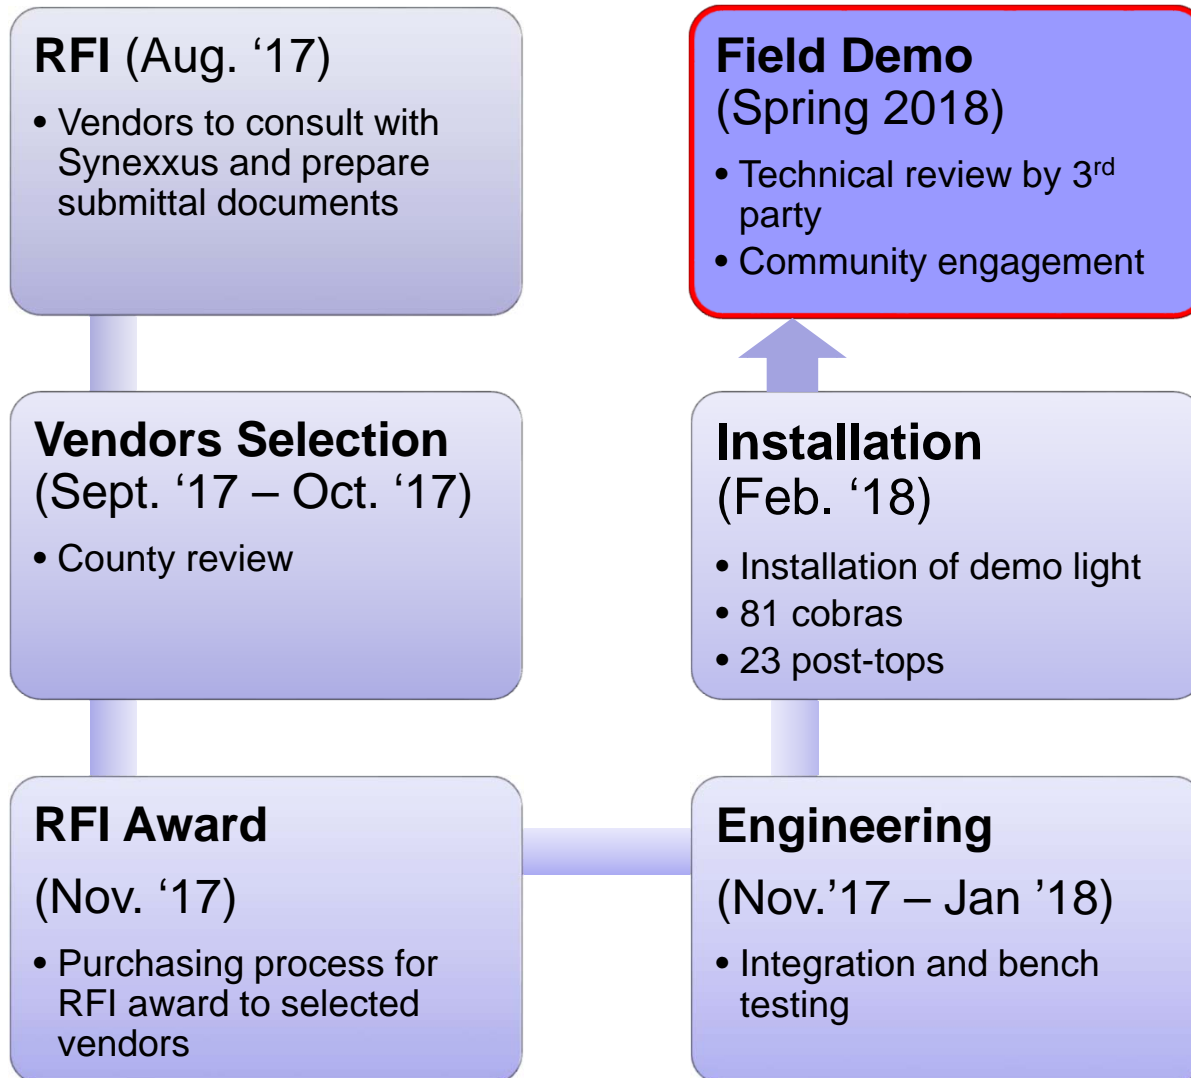 RFI (Aug. ‘17)
• Vendors to consult with
Synexxus and prepare
submittal documents
Vendors Selection
(Sept. ‘17 – Oct. ‘17)
• County review
RFI Award
(Nov. ‘17)
• Purchasing process for
RFI award to selected
vendors
Engineering
(Nov.’17 – Jan ’18)
• Integration and bench
testing
Installation
(Feb. ‘18)
• Installation of demo light
• 81 cobras
• 23 post-tops
Field Demo
(Spring 2018)
• Technical review by 3rd
party
• Community engagement